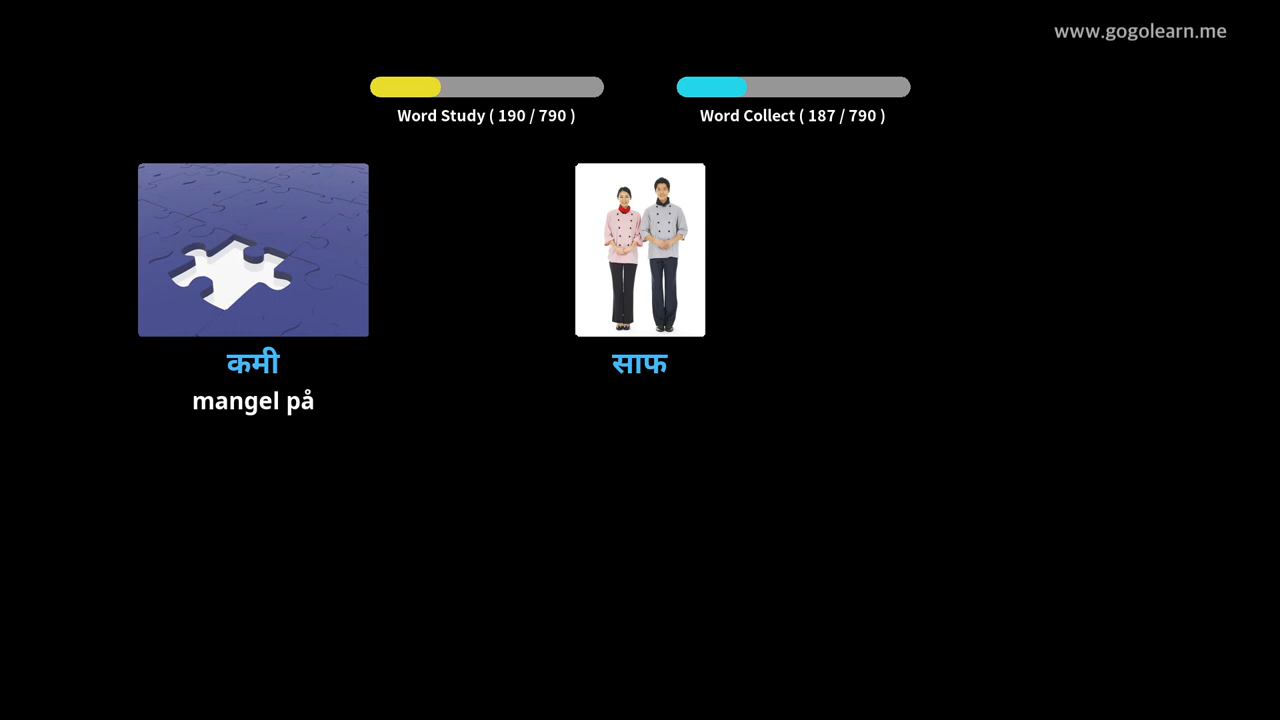 www.gogolearn.me
Word Study ( 190 / 790 )
Word Collect ( 187 / 790 )
कमी
mangel på
साफ